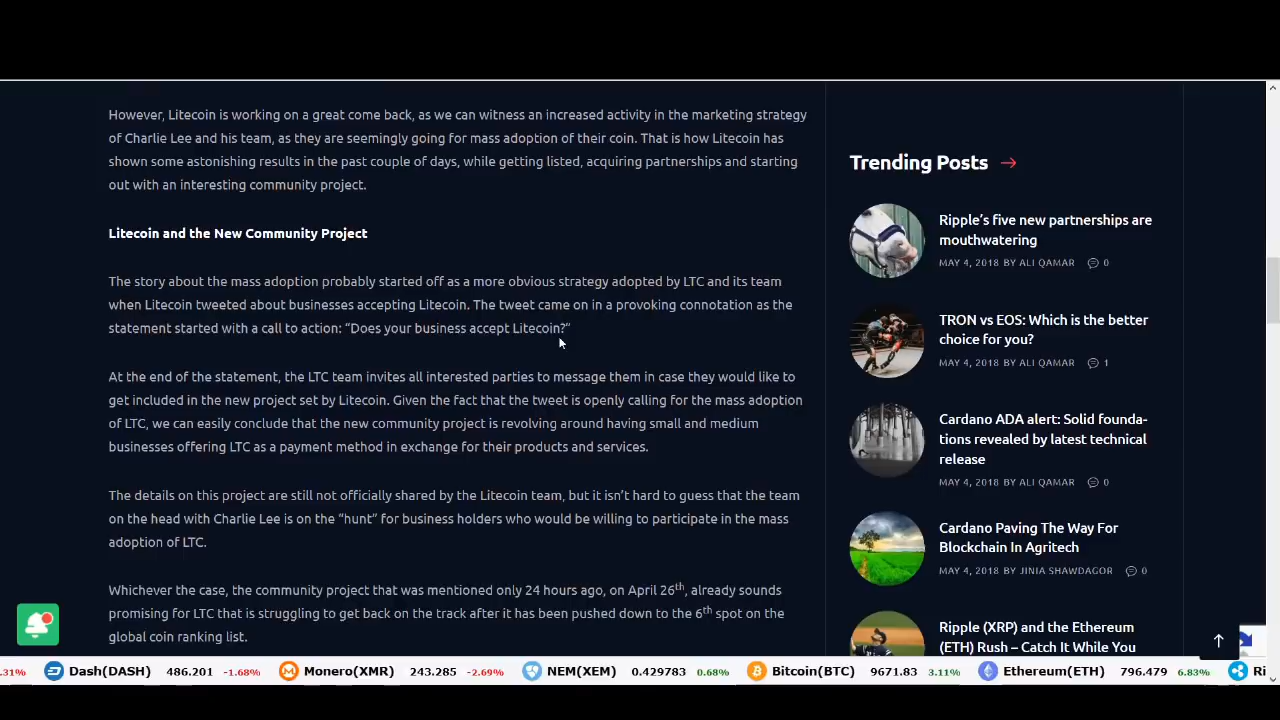 However, Litecoin is working on a great come back, as we can witness an increased activity in the marketing strategy
of Charlie Lee and his team, as they are seemingly going for mass adoption of their coin. That is how Litecoin has
shown some astonishing results in the past couple of days, while getting listed, acquiring partnerships and starting
out with an interesting community project.
Litecoin and the New Community Project
The story about the mass adoption probably started off as a more obvious strategy adopted by LTC and its team
when Litecoin tweeted about businesses accepting Litecoin. The tweet came on in a provoking connotation as the
statement started with a call to action: “Does your business accept Litecoin?”
At the end of the statement, the LTC team invites all interested parties to message them in case they would like to
get included in the new project set by Litecoin. Given the fact that the tweet is openly calling for the mass adoption
of LTC, we can easily conclude that the new community project is revolving around having small and medium
businesses offering LTC as a payment method in exchange for their products and services.
The details on this project are still not officially shared by the Litecoin team, but it isn’t hard to guess that the team
on the head with Charlie Lee is on the “hunt” for business holders who would be willing to participate in the mass
adoption of LTC.
Whichever the case, the community project that was mentioned only 24 hours ago, on April 26th, already sounds
promising for LTC that is struggling to get back on the track after it has been pushed down to the 6th spot on the
global coin ranking list.
Trending Posts
Ripple’s five new partnerships are
mouthwatering
MAY 4, 2018 BY ALI QAMAR 0
TRON vs EOS: Which is the better
choice for you?
MAY 4, 2018 BY ALI QAMAR 1
Cardano ADA alert: Solid founda-
tions revealed by latest technical
release
MAY 4, 2018 BY ALI QAMAR 0
Cardano Paving The Way For
Blockchain In Agritech
MAY 4, 2018 BY JINIA SHAWDAGOR 0
Ripple (XRP) and the Ethereum
(ETH) Rush – Catch It While You
.31% Dash(DASH) 486.201 -1.68% Monero(XMR) 243.285 -2.69% NEM(XEM) 0.429783 0.68% Bitcoin(BTC) 9671.83 3.11% Ethereum(ETH) 796.479 6.83% Ri